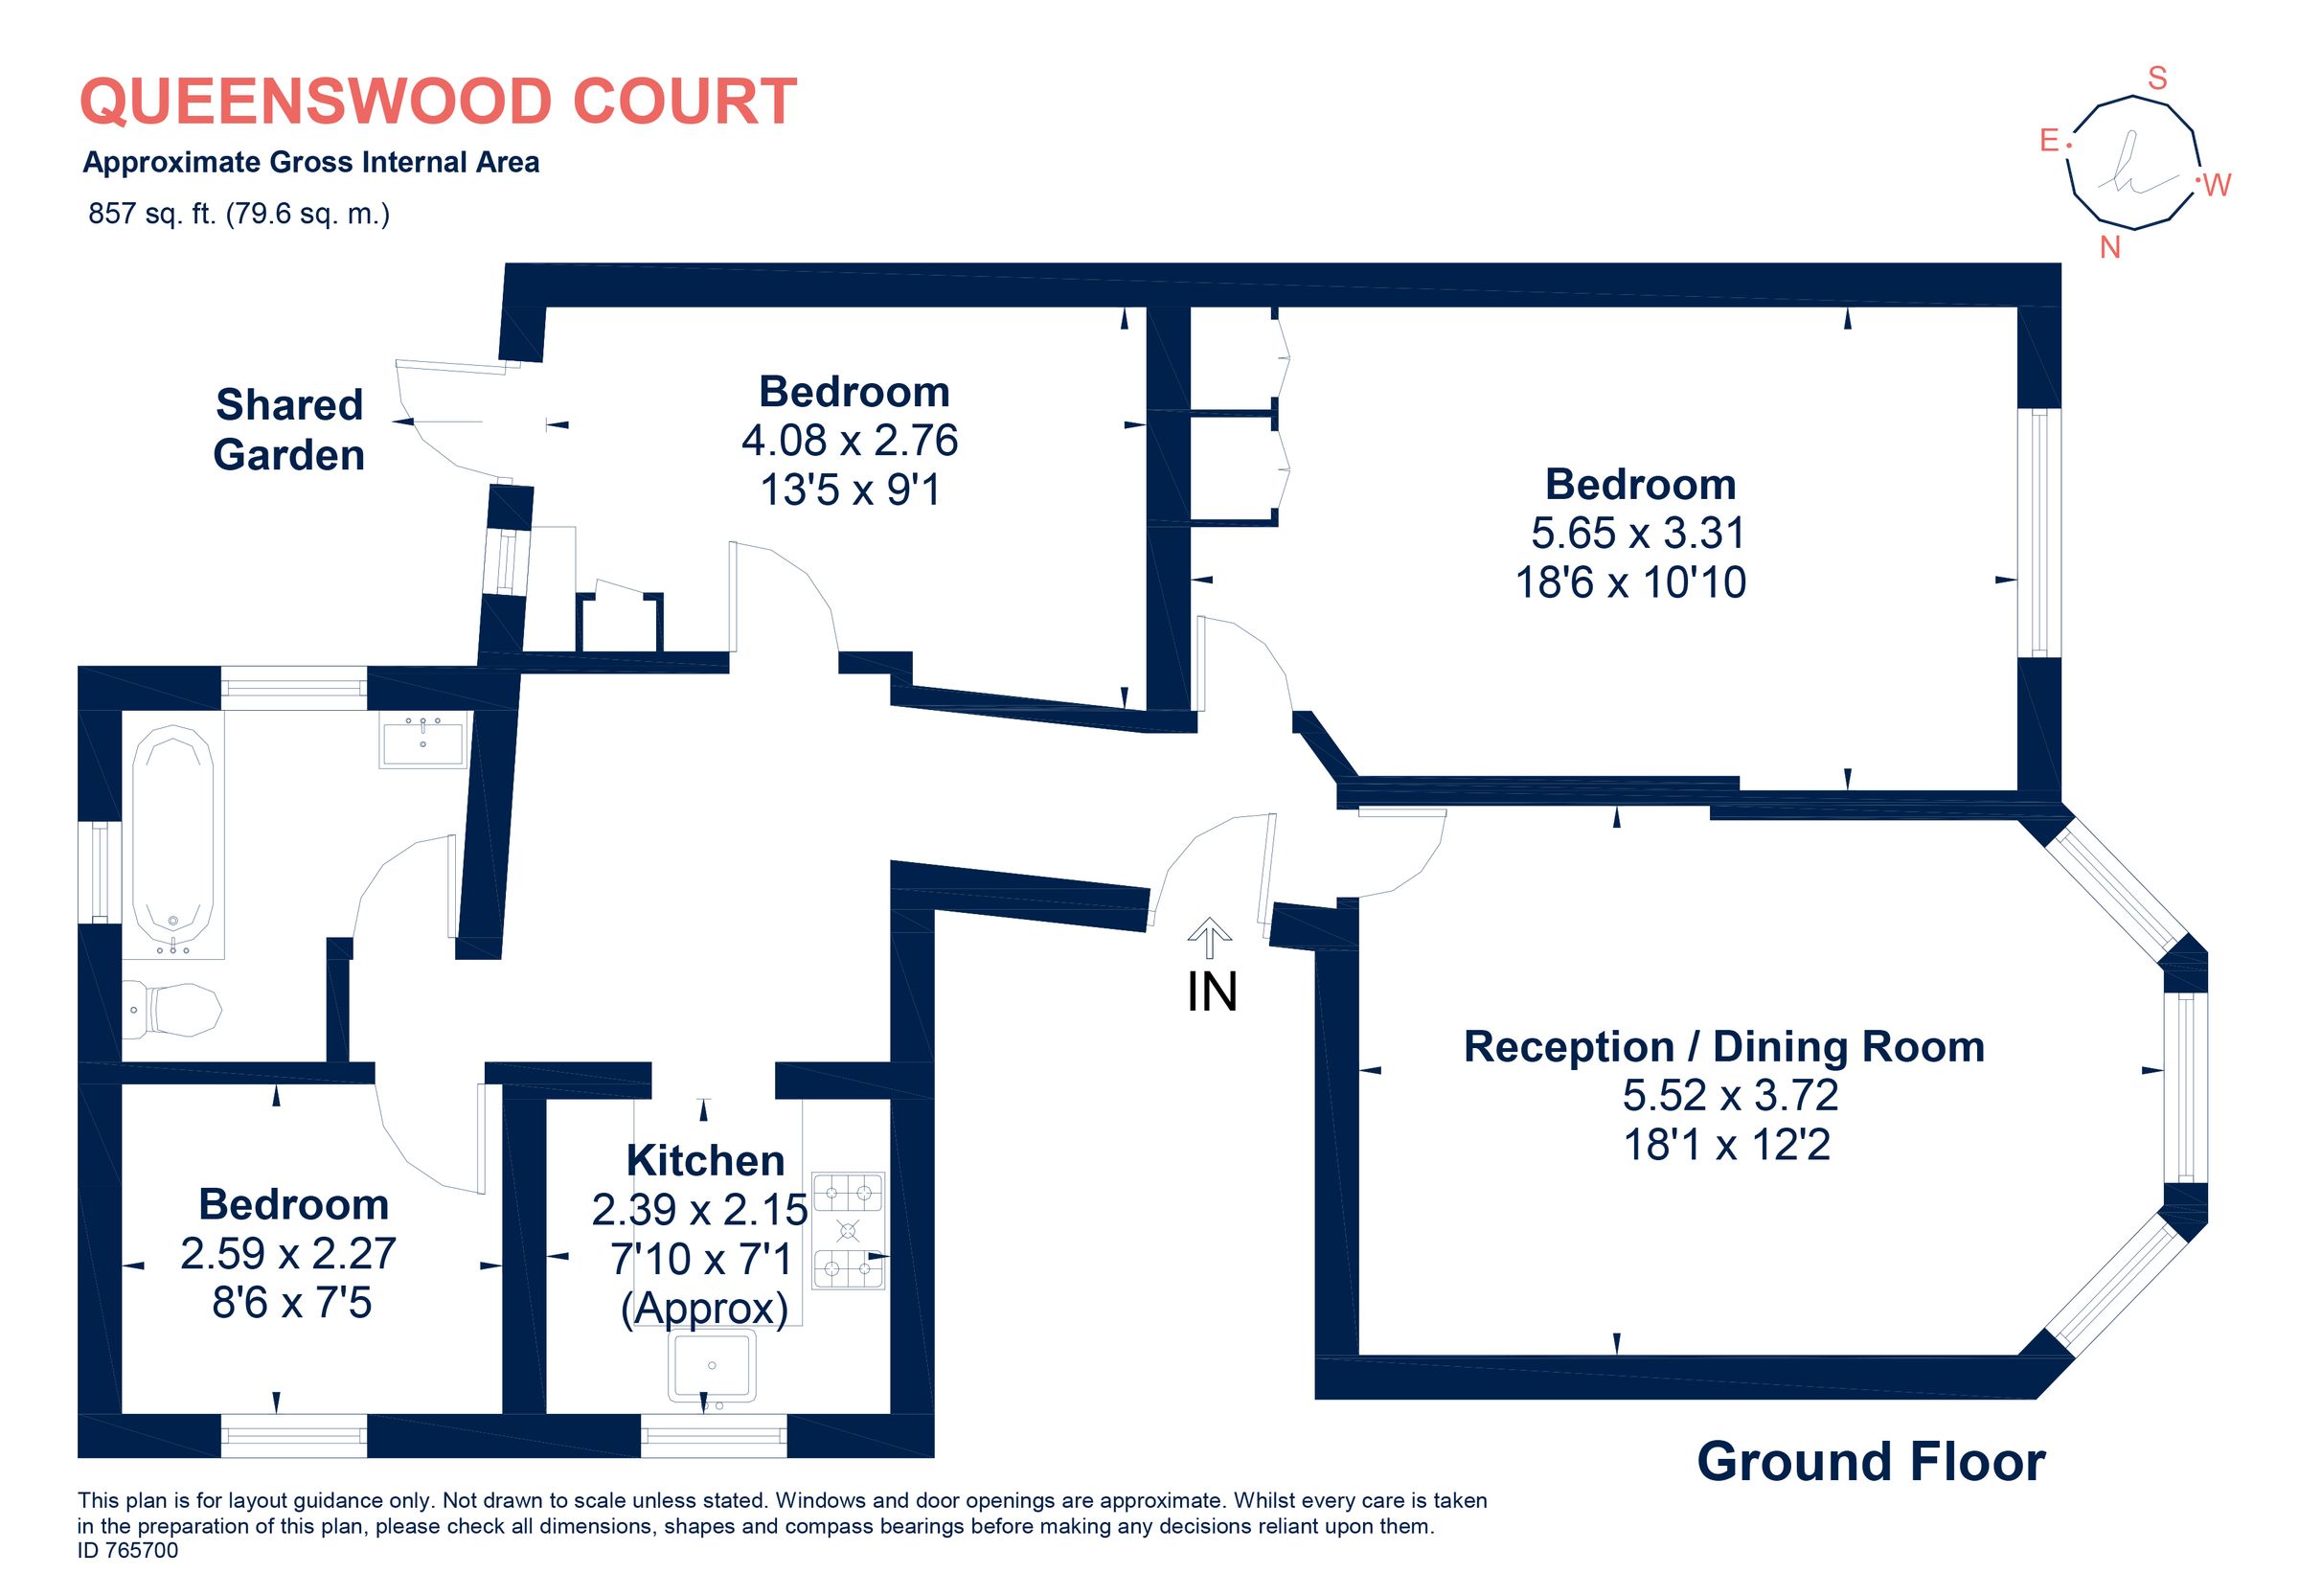 QUEENSWOOD COURT
Approximate Gross Internal Area
857 sq. ft. (79.6 sq. m.)
S
E
W
N
Shared
Garden
Bedroom
4.08 x 2.76
13'5 x 9'1
Bedroom
5.65 x 3.31
18'6 x 10'10
IN
Reception / Dining Room
5.52 x 3.72
18'1 x 12'2
Kitchen
2.39 x 2.15
7'10 x 7'1
(Approx)
Bedroom
2.59 x 2.27
8'6 x 7'5
Ground Floor
This plan is for layout guidance only. Not drawn to scale unless stated. Windows and door openings are approximate. Whilst every care is taken
in the preparation of this plan, please check all dimensions, shapes and compass bearings before making any decisions reliant upon them.
ID 765700